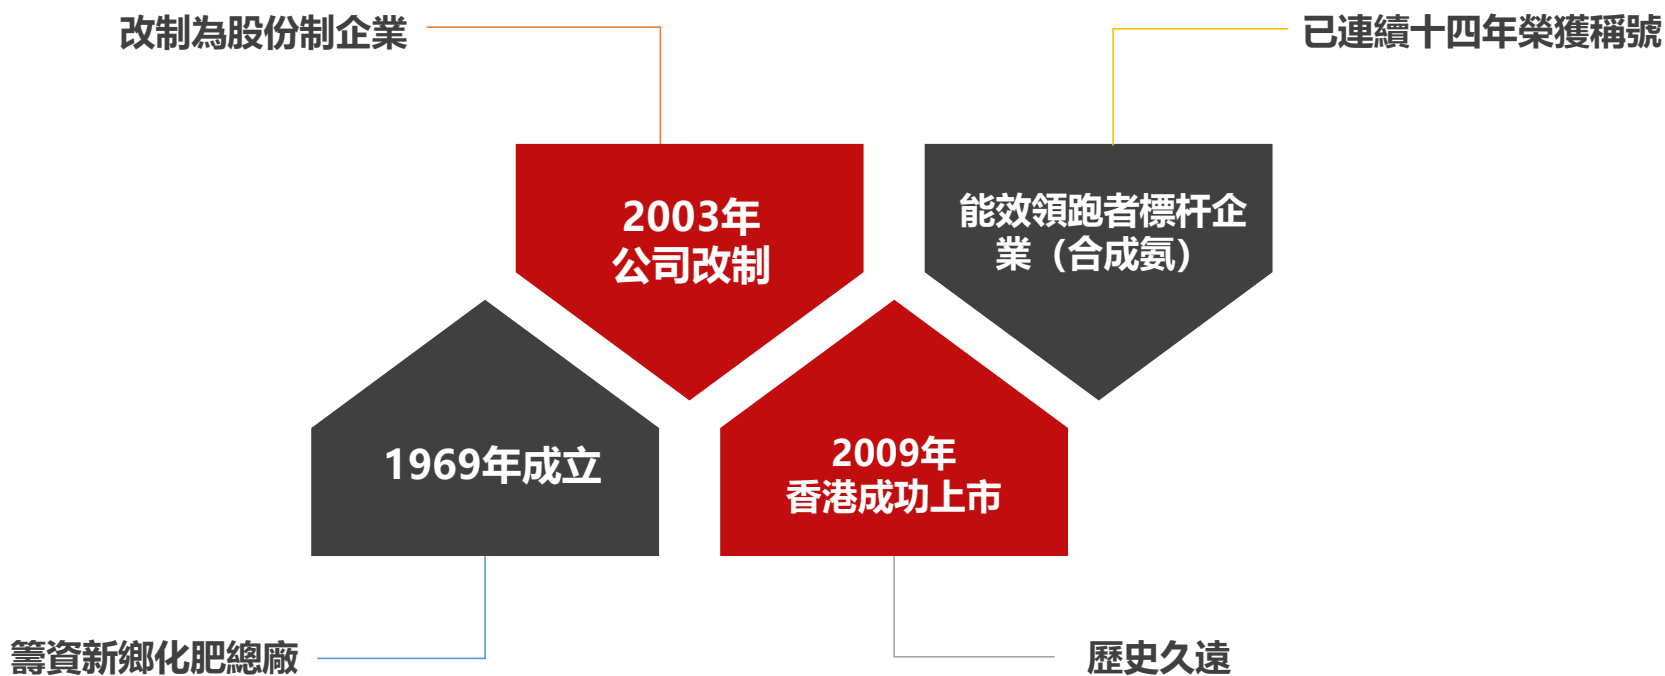 改制為股份制企業
已連續十四年榮獲稱號
2003年
公司改制
能效領跑者標杆企
業（合成氨）
1969年成立
2009年
香港成功上市
籌資新鄉化肥總廠
歷史久遠